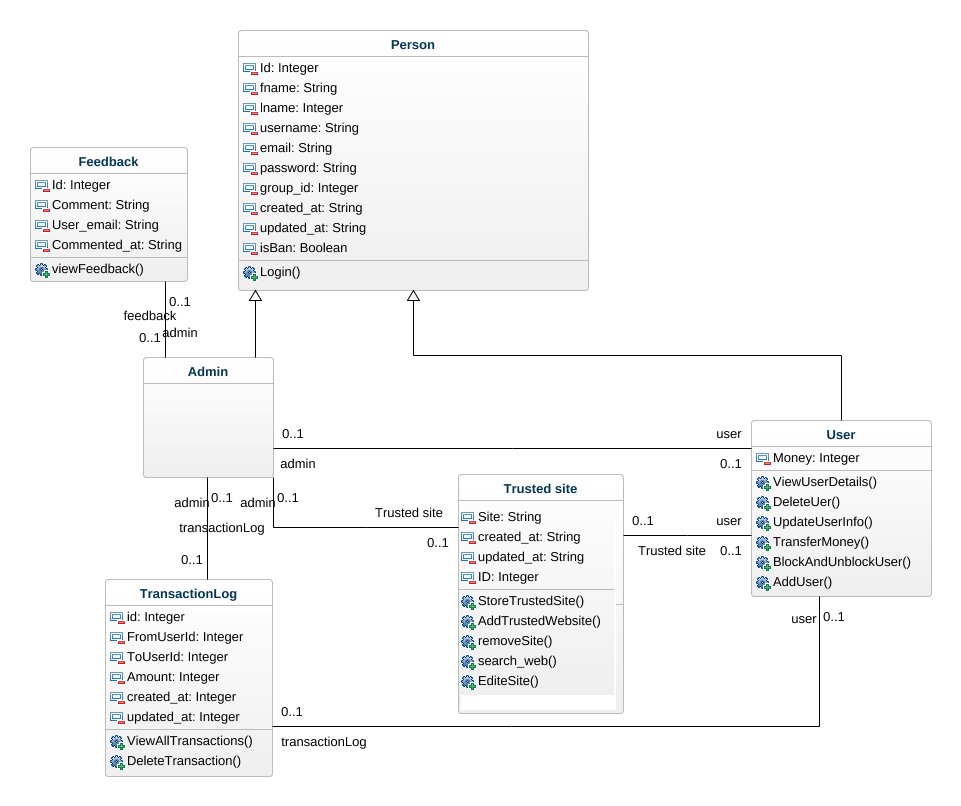 Person
Id: Integer
fname: String
lname: Integer
username: String
email: String
password: String
group_id: Integer
created_at: String
updated_at: String
isBan: Boolean
Login()
Feedback
Id: Integer
Comment: String
User_email: String
Commented_at: String
viewFeedback()
0..1
feedback
admin
0..1
Admin
0..1
user
admin
0..1
User
Money: Integer
ViewUserDetails()
DeleteUer()
UpdateUserInfo()
TransferMoney()
BlockAndUnblockUser()
AddUser()
admin
0..1
admin
0..1
transactionLog
0..1
Trusted site
0..1
Trusted site
Site: String
created_at: String
updated_at: String
ID: Integer
StoreTrustedSite()
AddTrustedWebsite()
removeSite()
search_web()
EditeSite()
0..1
user
Trusted site
0..1
TransactionLog
id: Integer
FromUserId: Integer
ToUserId: Integer
Amount: Integer
created_at: Integer
updated_at: Integer
ViewAllTransactions()
DeleteTransaction()
user
0..1
0..1
transactionLog